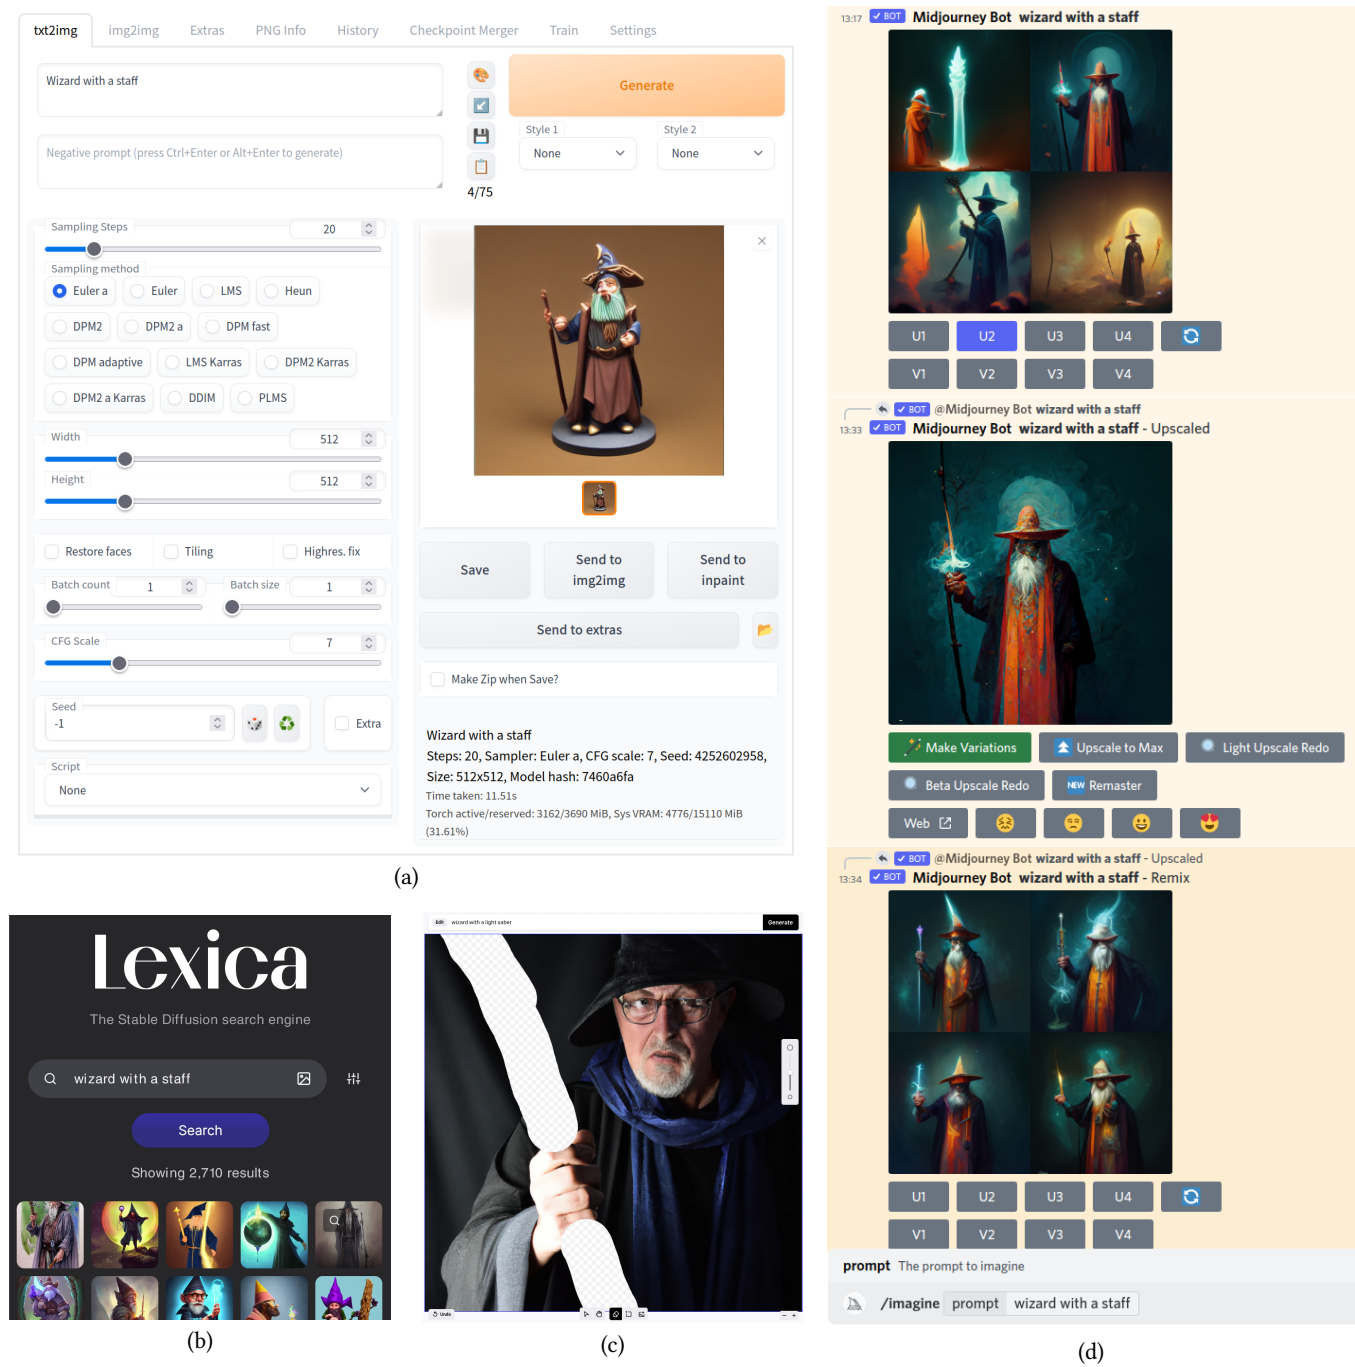 txt2img img2img Extras PNG Info History Checkpoint Merger Train Settings
Wizard with a staff
Generate
Negative prompt (press Ctrl+Enter or Alt+Enter to generate)
Style 1 Style 2
None None
4/75
Sampling Steps 20
Sampling method
Euler a Euler LMS Heun
DPM2 DPM2 a DPM fast
DPM adaptive LMS Karras DPM2 Karras
DPM2 a Karras DDIM PLMS
Width 512
Height 512
Restore faces Tiling Highres. fix
Batch count 1 Batch size 1
CFG Scale 7
Seed
-1
Extra
Script
None
Save Send to img2img Send to inpaint
Send to extras
Make Zip when Save?
Wizard with a staff
Steps: 20, Sampler: Euler a, CFG scale: 7, Seed: 4252602958,
Size: 512x512, Model hash: 7460a6fa
Time taken: 11.51s
Torch active/reserved: 3162/3690 MiB, Sys VRAM: 4776/15110 MiB
(31.61%)
(a)
Lexica
The Stable Diffusion search engine
wizard with a staff
Search
Showing 2,710 results
(b)
Edit wizard with a light saber Generate
Undo
(c)
13:17 BOT Midjourney Bot wizard with a staff
U1 U2 U3 U4
V1 V2 V3 V4
BOT @Midjourney Bot wizard with a staff
13:33 BOT Midjourney Bot wizard with a staff - Upscaled
Make Variations Upscale to Max Light Upscale Redo
Beta Upscale Redo NEW Remaster
Web
BOT @Midjourney Bot wizard with a staff - Upscaled
13:34 BOT Midjourney Bot wizard with a staff - Remix
U1 U2 U3 U4
V1 V2 V3 V4
prompt The prompt to imagine
/imagine prompt wizard with a staff
(d)